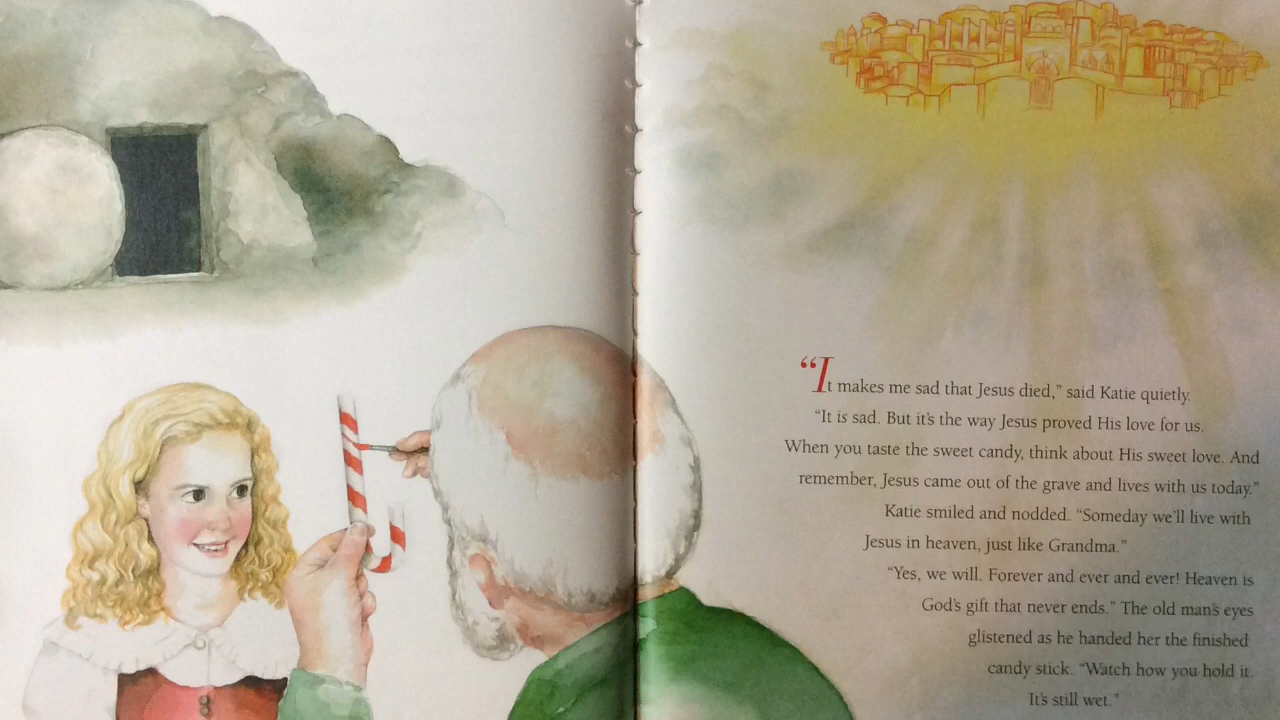 “It makes me sad that Jesus died,” said Katie quietly.
“It is sad. But it’s the way Jesus proved His love for us.
When you taste the sweet candy, think about His sweet love. And
remember, Jesus came out of the grave and lives with us today.”
Katie smiled and nodded. “Someday we’ll live with
Jesus in heaven, just like Grandma.”
“Yes, we will. Forever and ever and ever! Heaven is
God’s gift that never ends.” The old man’s eyes
glistened as he handed her the finished
candy stick. “Watch how you hold it.
It’s still wet.”